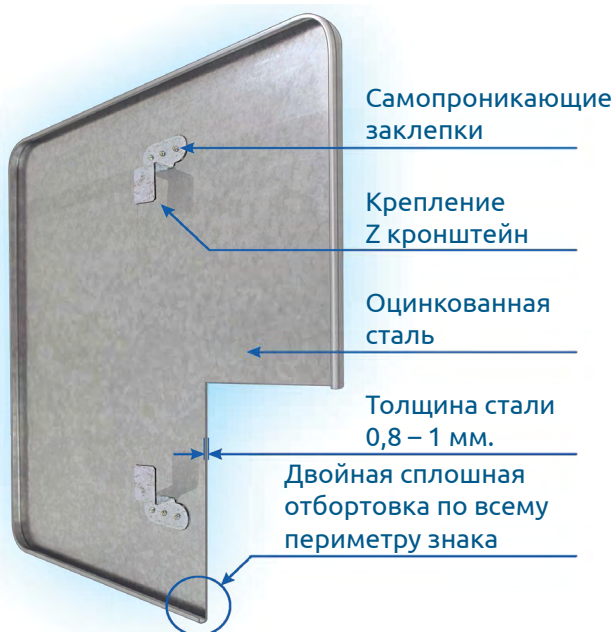 Самопроникающие
заклепки
Крепление
Z кронштейн
Оцинкованная
сталь
Толщина стали
0,8 – 1 мм.
Двойная сплошная
отбортовка по всему
периметру знака